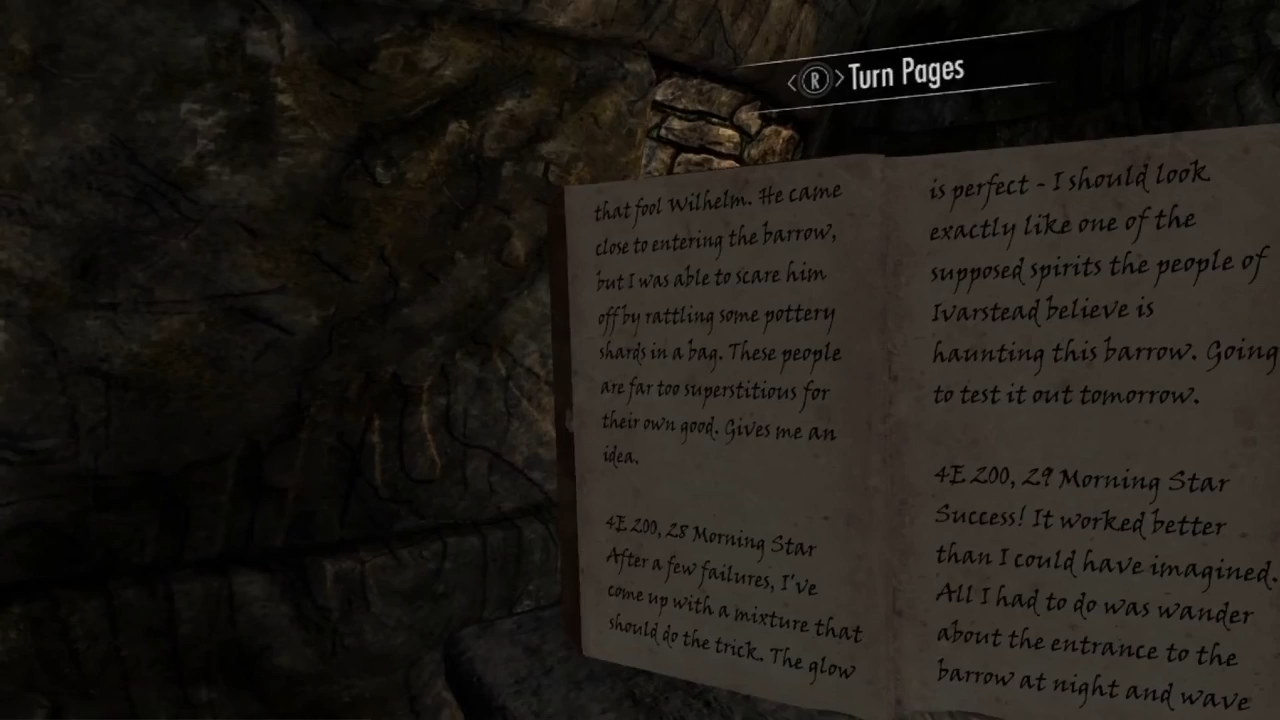 <R> Turn Pages
that fool Wilhelm. He came
close to entering the barrow,
but I was able to scare him
off by rattling some pottery
shards in a bag. These people
are far too superstitious for
their own good. Gives me an
idea.
4E 200, 28 Morning Star
After a few failures, I've
come up with a mixture that
should do the trick. The glow
is perfect - I should look
exactly like one of the
supposed spirits the people of
Ivarstead believe is
haunting this barrow. Going
to test it out tomorrow.
4E 200, 29 Morning Star
Success! It worked better
than I could have imagined.
All I had to do was wander
about the entrance to the
barrow at night and wave